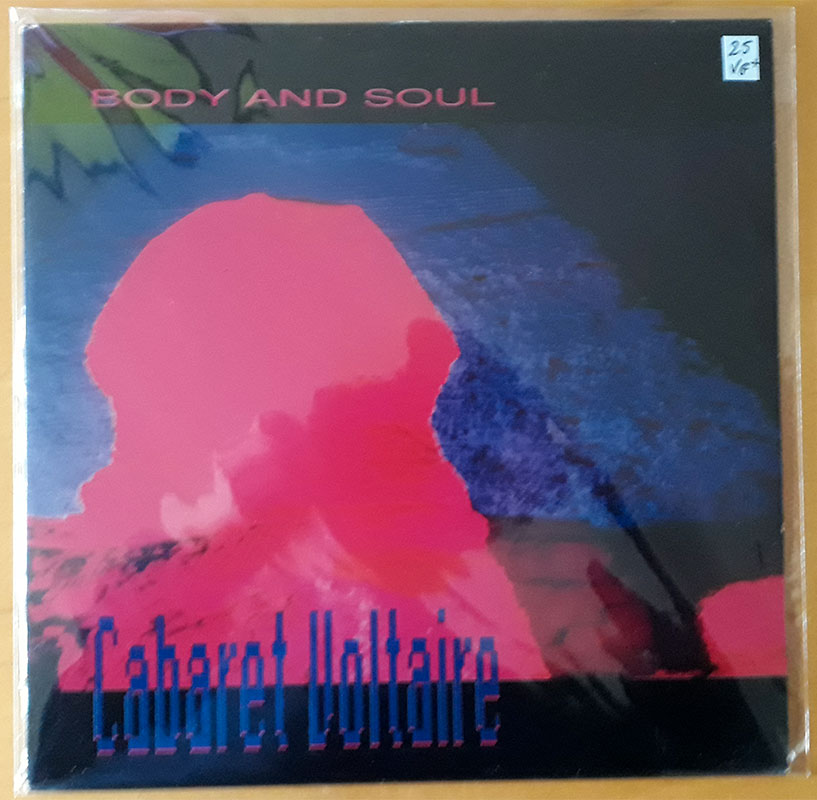 BODY AND SOUL
25
VG+
Cabaret Voltaire